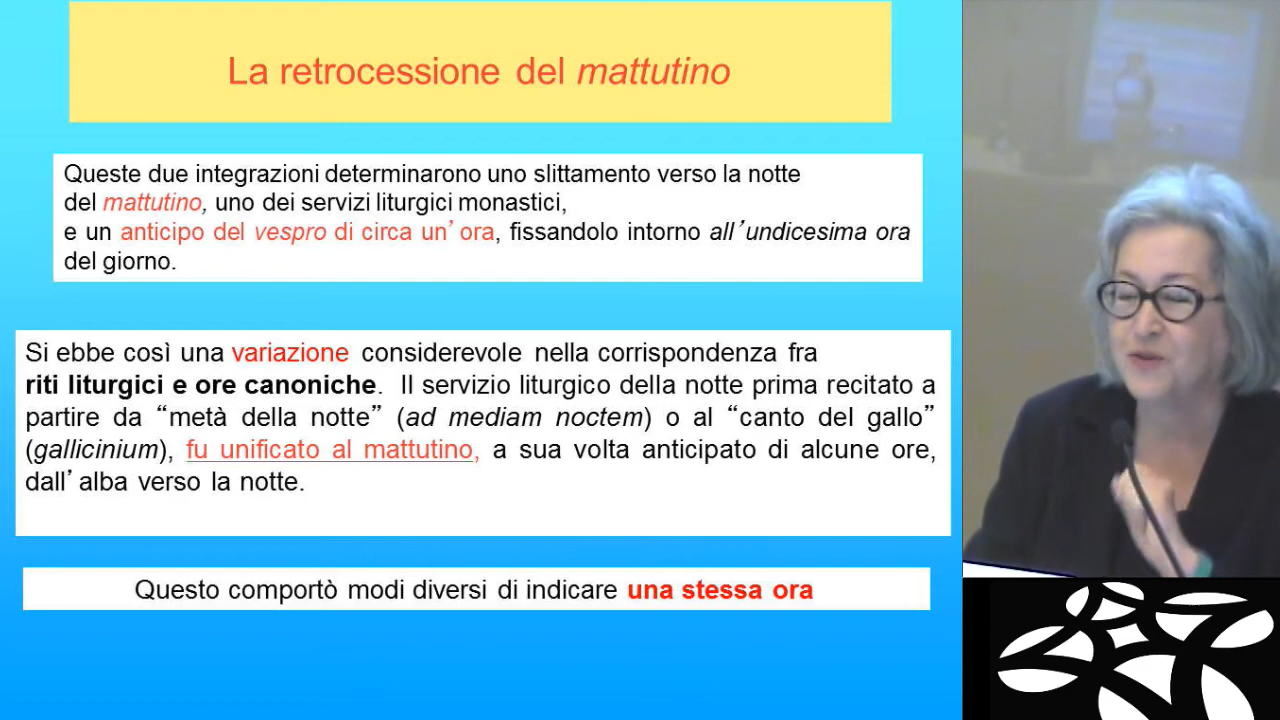 La retrocessione del mattutino
Queste due integrazioni determinarono uno slittamento verso la notte
del mattutino, uno dei servizi liturgici monastici,
e un anticipo del vespro di circa un’ora, fissandolo intorno all’undicesima ora
del giorno.
Si ebbe così una variazione considerevole nella corrispondenza fra
riti liturgici e ore canoniche. Il servizio liturgico della notte prima recitato a
partire da “metà della notte” (ad mediam noctem) o al “canto del gallo”
(gallicinium), fu unificato al mattutino, a sua volta anticipato di alcune ore,
dall’alba verso la notte.
Questo comportò modi diversi di indicare una stessa ora